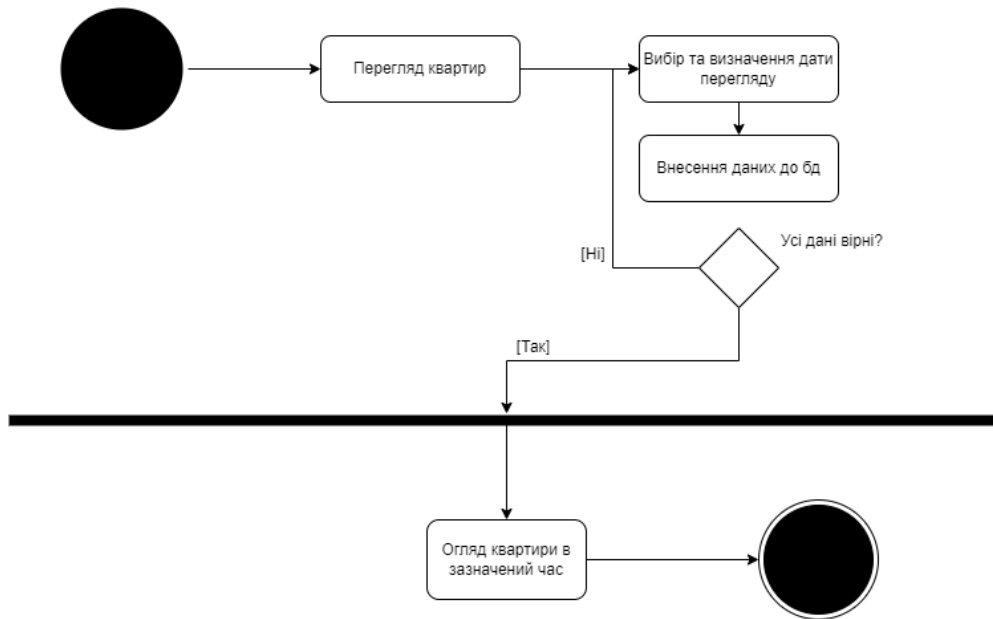 Перегляд квартир
Вибір та визначення дати
перегляду
Внесення даних до бд
Усі дані вірні?
[Ні]
[Так]
Огляд квартири в
зазначений час